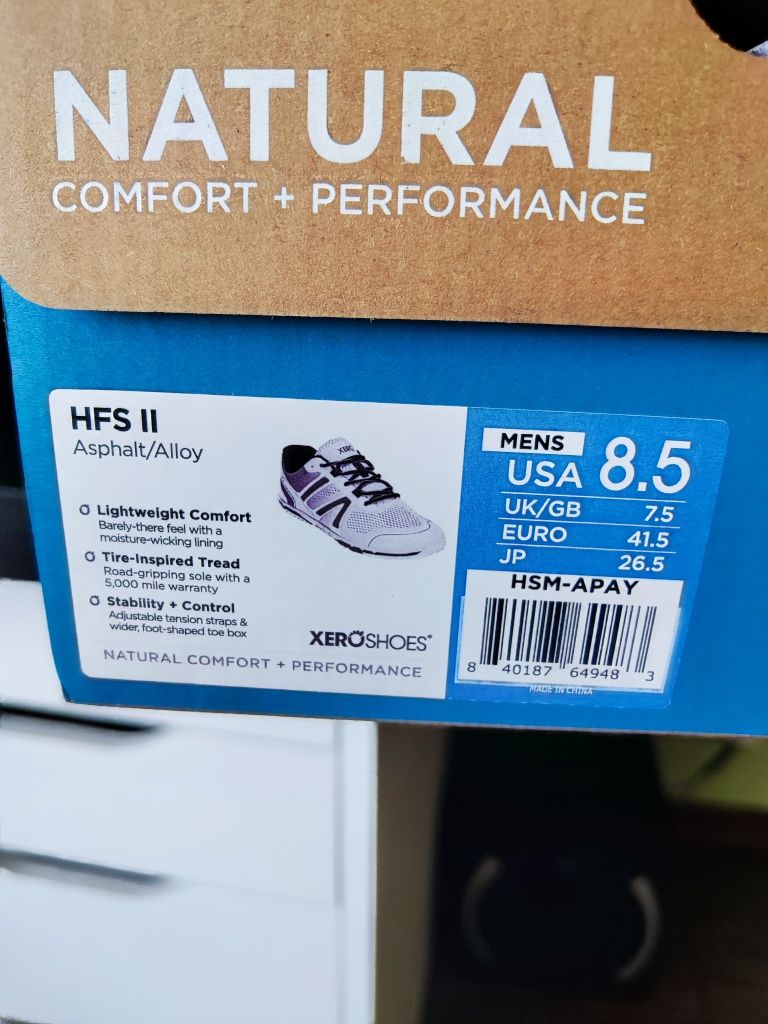 NATURAL
COMFORT + PERFORMANCE
HFS II
Asphalt/Alloy
Lightweight Comfort
Barely-there feel with a
moisture-wicking lining
Tire-Inspired Tread
Road-gripping sole with a
5,000 mile warranty
Stability + Control
Adjustable tension straps &
wider, foot-shaped toe box
XEROSHOES®
NATURAL COMFORT + PERFORMANCE
XERO
MENS
USA 8.5
UK/GB 7.5
EURO 41.5
JP 26.5
HSM-APAY
8 40187 64948 3
MADE IN CHINA